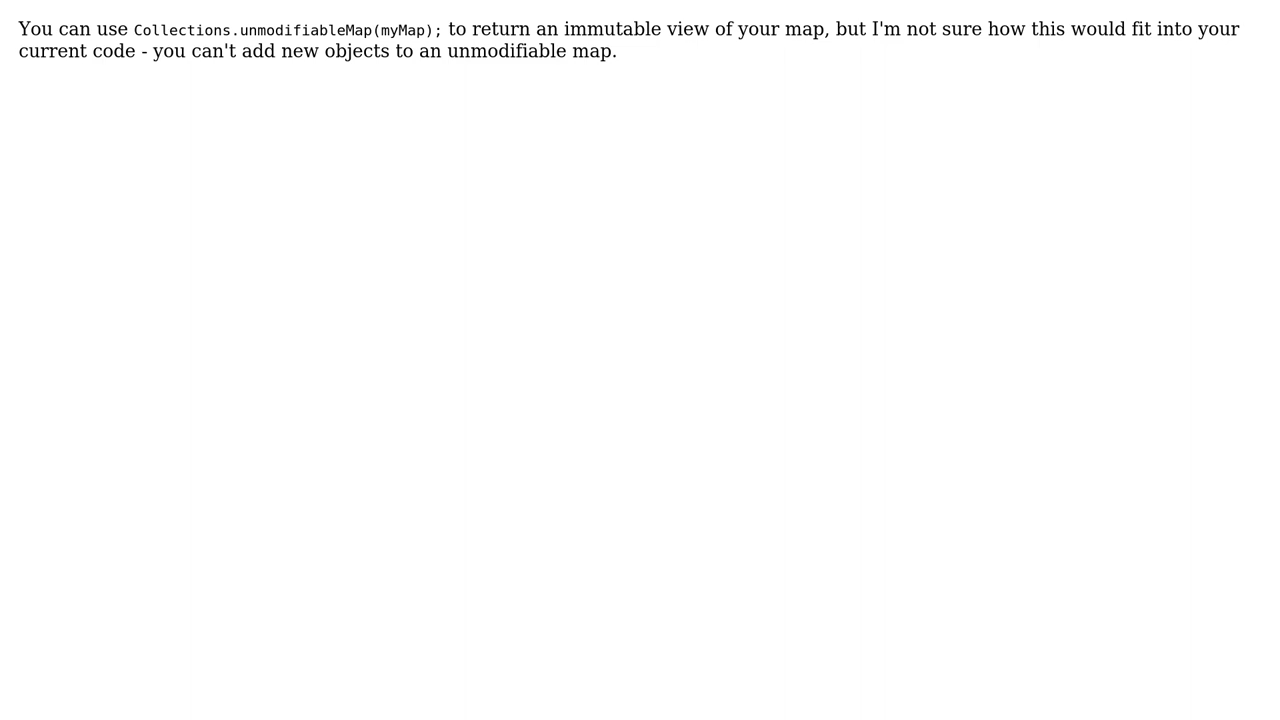 You can use Collections.unmodifiableMap(myMap); to return an immutable view of your map, but I'm not sure how this would fit into your
current code - you can't add new objects to an unmodifiable map.